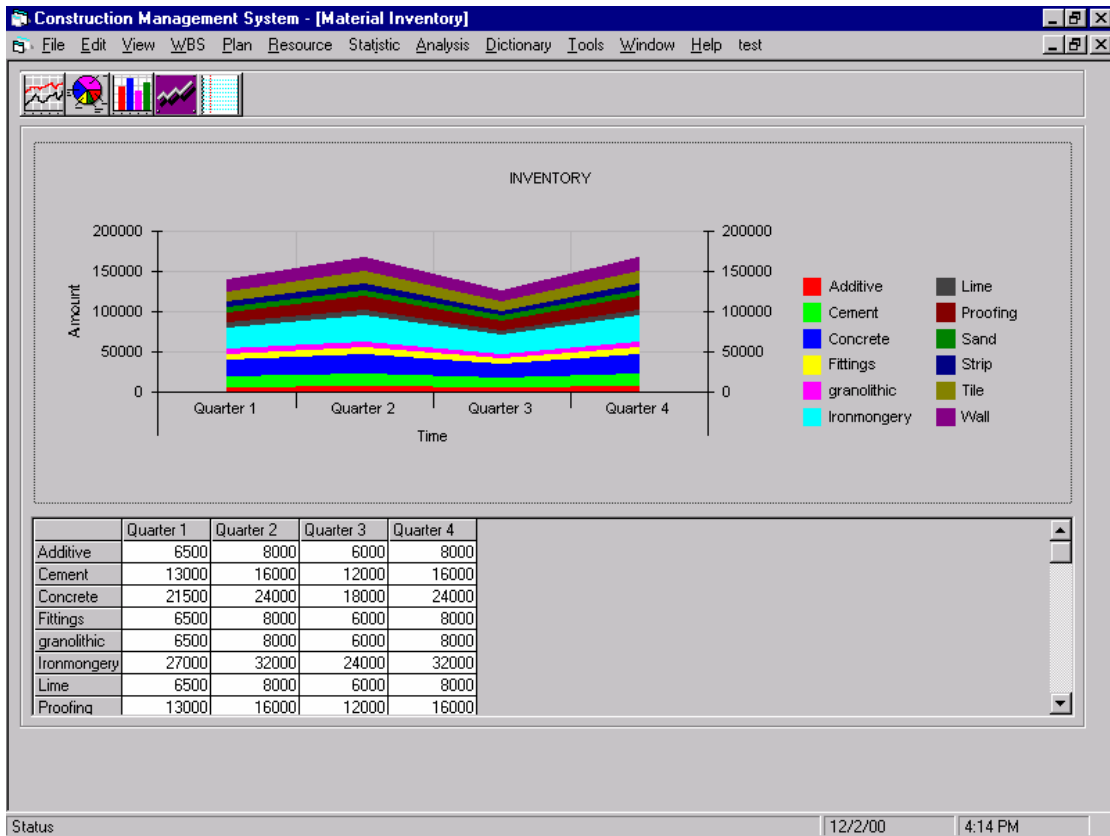 Construction Management System - [Material Inventory]
File Edit View WBS Plan Resource Statistic Analysis Dictionary Tools Window Help test
INVENTORY
200000 200000
150000 150000
100000 100000
50000 50000
0 0
Amount
Quarter 1 Quarter 2 Quarter 3 Quarter 4
Time
Additive Lime
Cement Proofing
Concrete Sand
Fittings Strip
granolithic Tile
Ironmongery Wall
Quarter 1 Quarter 2 Quarter 3 Quarter 4
Additive 6500 8000 6000 8000
Cement 13000 16000 12000 16000
Concrete 21500 24000 18000 24000
Fittings 6500 8000 6000 8000
granolithic 6500 8000 6000 8000
Ironmongery 27000 32000 24000 32000
Lime 6500 8000 6000 8000
Proofing 13000 16000 12000 16000
Status 12/2/00 4:14 PM